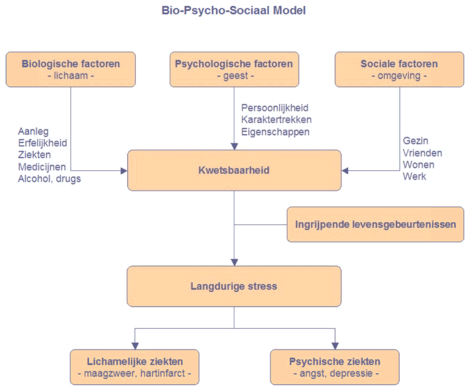 Bio-Psycho-Sociaal Model
Biologische factoren
- lichaam -
Psychologische factoren
- geest -
Sociale factoren
- omgeving -
Aanleg
Erfelijkheid
Ziekten
Medicijnen
Alcohol, drugs
Persoonlijkheid
Karaktertrekken
Eigenschappen
Gezin
Vrienden
Wonen
Werk
Kwetsbaarheid
Ingrijpende levensgebeurtenissen
Langdurige stress
Lichamelijke ziekten
- maagzweer, hartinfarct -
Psychische ziekten
- angst, depressie -